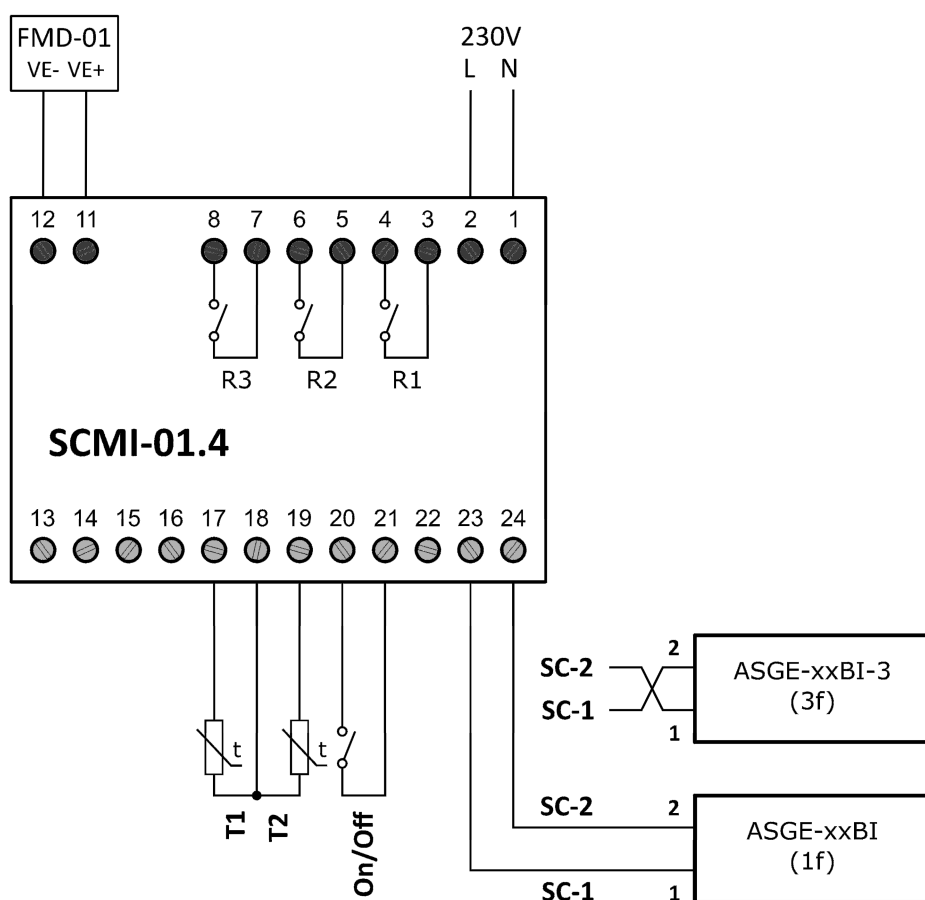 FMD-01
VE- VE+
230V
L N
12 11 8 7 6 5 4 3 2 1
R3 R2 R1
SCMI-01.4
13 14 15 16 17 18 19 20 21 22 23 24
t t
T1 T2 On/Off
SC-2 2
SC-1 1
ASGE-xxBI-3
(3f)
SC-2 2
SC-1 1
ASGE-xxBI
(1f)